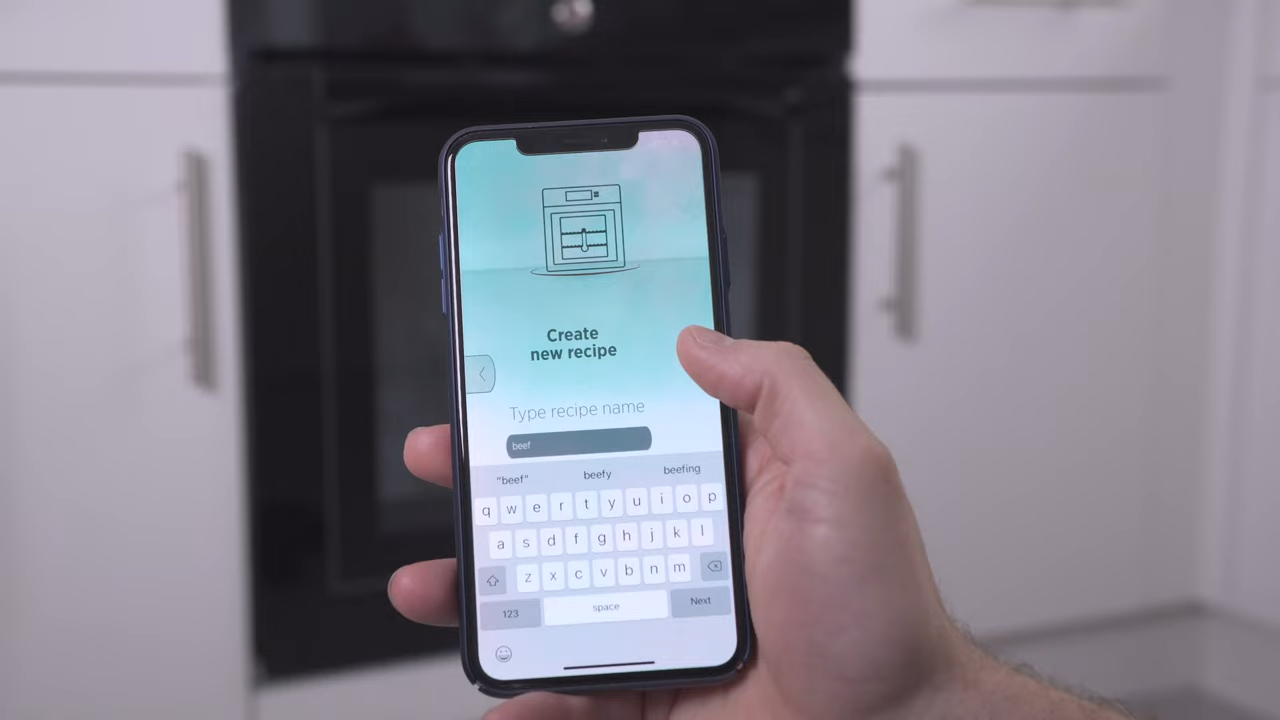 Create
new recipe
Type recipe name
beef
"beef" beefy beefing
q w e r t y u i o p
a s d f g h j k l
z x c v b n m
123 space Next